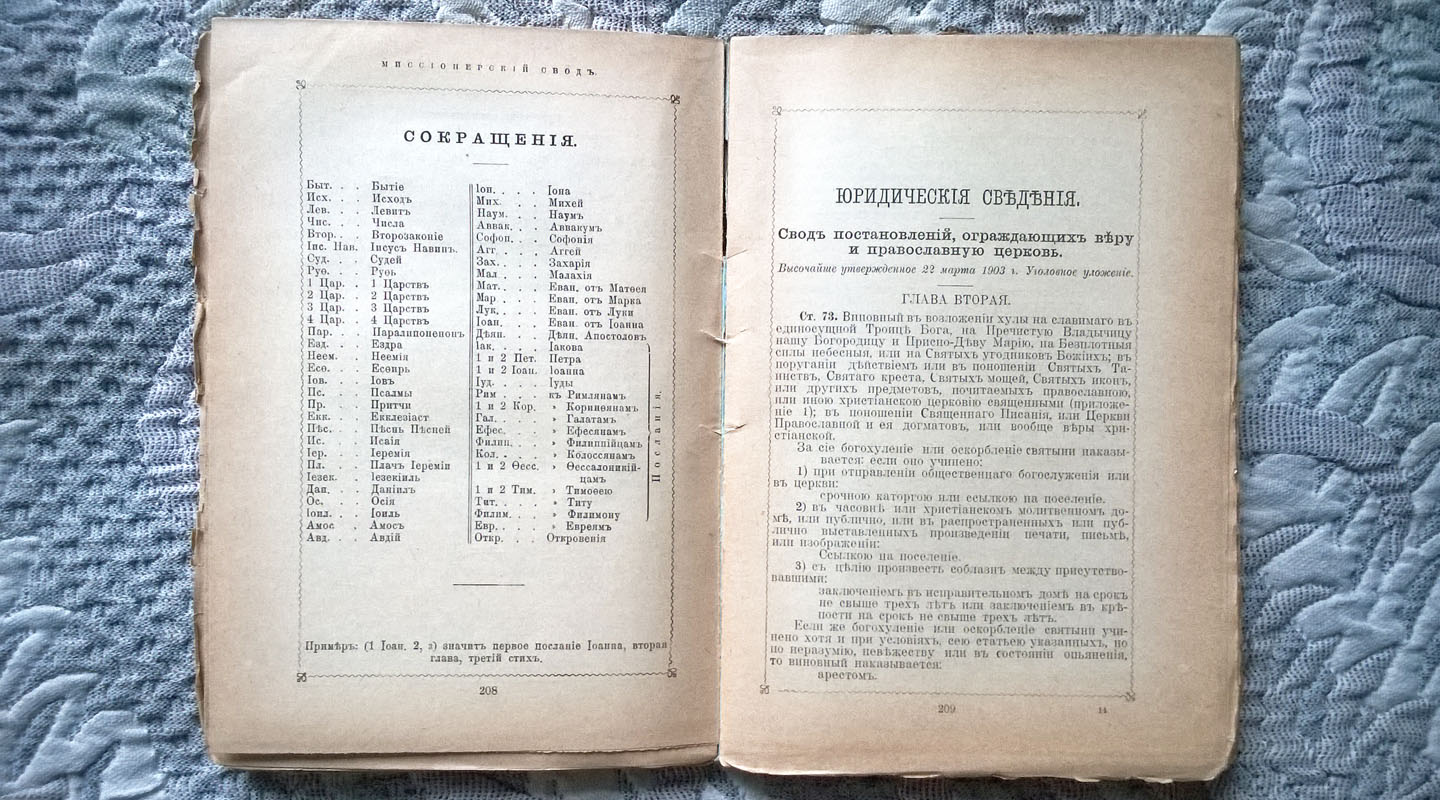 МИССІОНЕРСКІЙ СВОДЪ.
СОКРАЩЕНІЯ.
Быт. . . Бытіе
Исх. . . Исходъ
Лев. . . Левитъ
Чис. . . Числа
Втор. . . Второзаконіе
Іис. Нав. Іисусъ Навинъ.
Суд. . . Судей
Руѳ. . . Руѳь
1 Цар. . 1 Царствъ
2 Цар. . 2 Царствъ
3 Цар. . 3 Царствъ
4 Цар. . 4 Царствъ
Пар. . . Паралипоменон
Езд. . . Ездра
Неем. . Неемія
Есѳ. . . Есѳирь
Іов. . . Іовъ
Пс. . . Псалмы
Пр. . . Притчи
Екк. . . Екклезіаст
Пѣс. . . Пѣснь Пѣсней
Ис. . . Исаія
Іер. . . Іеремія
Пл. . . Плачъ Іереміи
Іезек. . Іезекіиль
Дан. . . Даніилъ
Ос. . . Осія
Іоил. . . Іоиль
Амос . Амосъ
Авд. . . Авдій
Іон. . . . Іона
Мих. . . . Михей
Наум. . . Наумъ
Аввак. . . Аввакумъ
Софон. . . Софонія
Агг . . . Аггей
Зах. . . . Захарія
Мал . . . Малахія
Мат. . . . Еван. отъ Матѳея
Мар . . . Еван. отъ Марка
Лук. . . . Еван. отъ Луки
Іоан. . . . Еван. отъ Іоанна
Дѣян. . . Дѣян. Апостоловъ
Іак. . . . . Іакова
1 и 2 Пет. Петра
1 и 2 Іоан. Іоанна
Іуд. . . . Іуды
Рим . . . . къ Римлянамъ
1 и 2 Кор. » Коринѳянамъ
Гал. . . . » Галатамъ
Ефес. . . » Ефесянамъ
Филип. . . » Филиппійцамъ
Кол. . . . » Колоссянамъ
1 и 2 Ѳесс. » Ѳессалоникій-
цамъ
1 и 2 Тим. » Тимоѳею
Тит. . . . » Титу
Филим. . . » Филимону
Евр. . . . » Евреямъ
Откр. . . Откровенія
Посланія.
Примѣръ: (1 Іоан. 2, 3) значитъ первое посланіе Іоанна, вторая
глава, третій стихъ.
208
ЮРИДИЧЕСКІЯ СВѢДѢНІЯ.
Сводъ постановленій, ограждающихъ вѣру
и православную церковь.
Высочайше утвержденное 22 марта 1903 г. Уголовное уложеніе.
ГЛАВА ВТОРАЯ.
Ст. 73. Виновный въ возложеніи хулы на славимаго въ
единосущной Троицѣ Бога, на Пречистую Владычицу
нашу Богородицу и Присно-Дѣву Марію, на Безплотныя
силы небесныя, или на Святыхъ угодниковъ Божіихъ; въ
поруганіи дѣйствіемъ или въ поношеніи Святыхъ Та-
инствъ, Святаго креста, Святыхъ мощей, Святыхъ иконъ,
или другихъ предметовъ, почитаемыхъ православною,
или иною христіанскою церковію священными (приложе-
ніе 1); въ поношеніи Священнаго Писанія, или Церкви
Православной и ея догматовъ, или вообще вѣры хри-
стіанской.
За сіе богохуленіе или оскорбленіе святыни наказы-
вается: если оно учинено:
1) при отправленіи общественнаго богослуженія или
въ церкви:
срочною каторгою или ссылкою на поселеніе.
2) въ часовнѣ или христіанскомъ молитвенномъ до-
мѣ, или публично, или въ распространенныхъ или пуб-
лично выставленныхъ произведеніи печати, письмѣ,
или изображеніи:
Ссылкою на поселеніе.
3) съ цѣлію произвесть соблазнъ между присутство-
вавшими:
заключеніемъ въ исправительномъ домѣ на срокъ
не свыше трехъ лѣтъ или заключеніемъ въ крѣ-
пости на срокъ не свыше трехъ лѣтъ.
Если же богохуленіе или оскорбленіе святыни учи-
нено хотя и при условіяхъ, сею статьею указанныхъ, но
по неразумію, невѣжеству или въ состояніи опьяненія,
то виновный наказывается:
арестомъ.
209
14